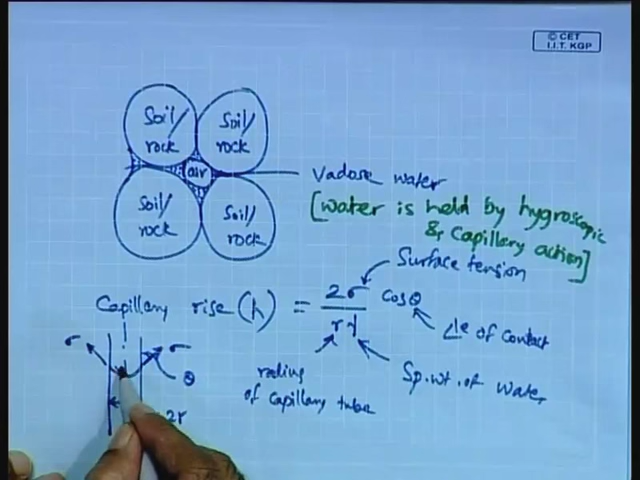 © CET
I.I.T. KGP
Soil/
rock
Soil/
rock
air
Vadose water
[Water is held by hygroscopic
& Capillary action]
Soil/
rock
Soil/
rock
Surface tension
Capillary rise (h) = 2σ / rγ cosθ
∠le of contact
σ
σ
θ
radius
of capillary tube
Sp. wt. of Water
2r